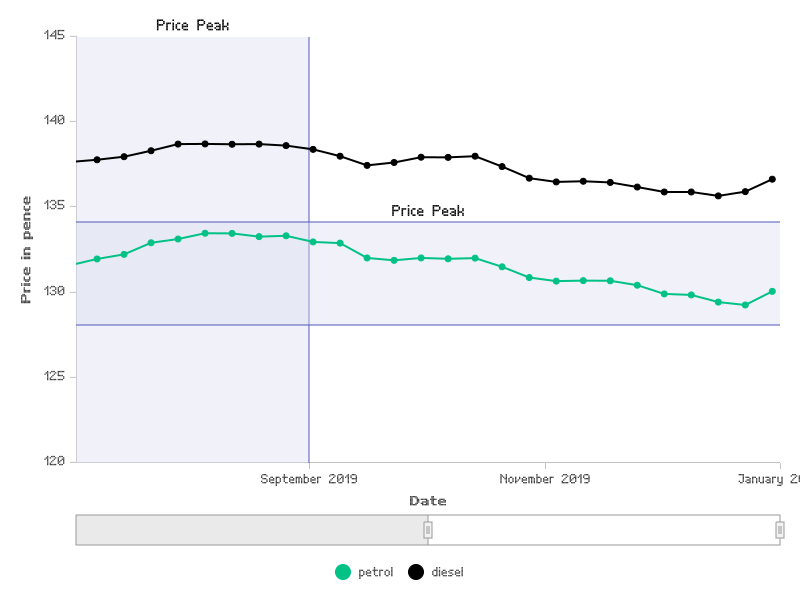 Price Peak
145
140
135
130
125
120
Price in pence
Price Peak
September 2019
November 2019
January 20
Date
petrol
diesel